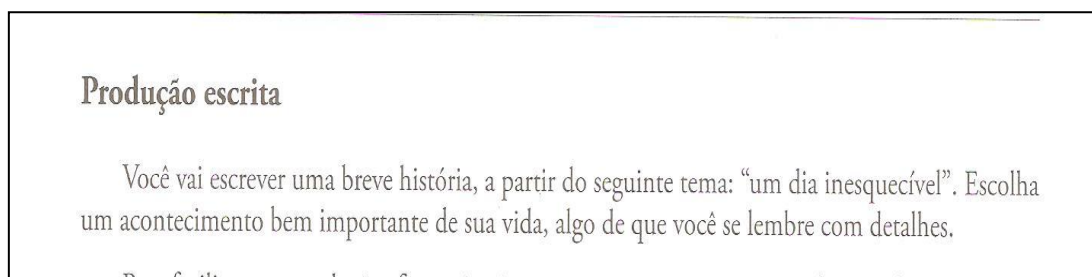 Produção escrita
Você vai escrever uma breve história, a partir do seguinte tema: “um dia inesquecível”. Escolha
um acontecimento bem importante de sua vida, algo de que você se lembre com detalhes.